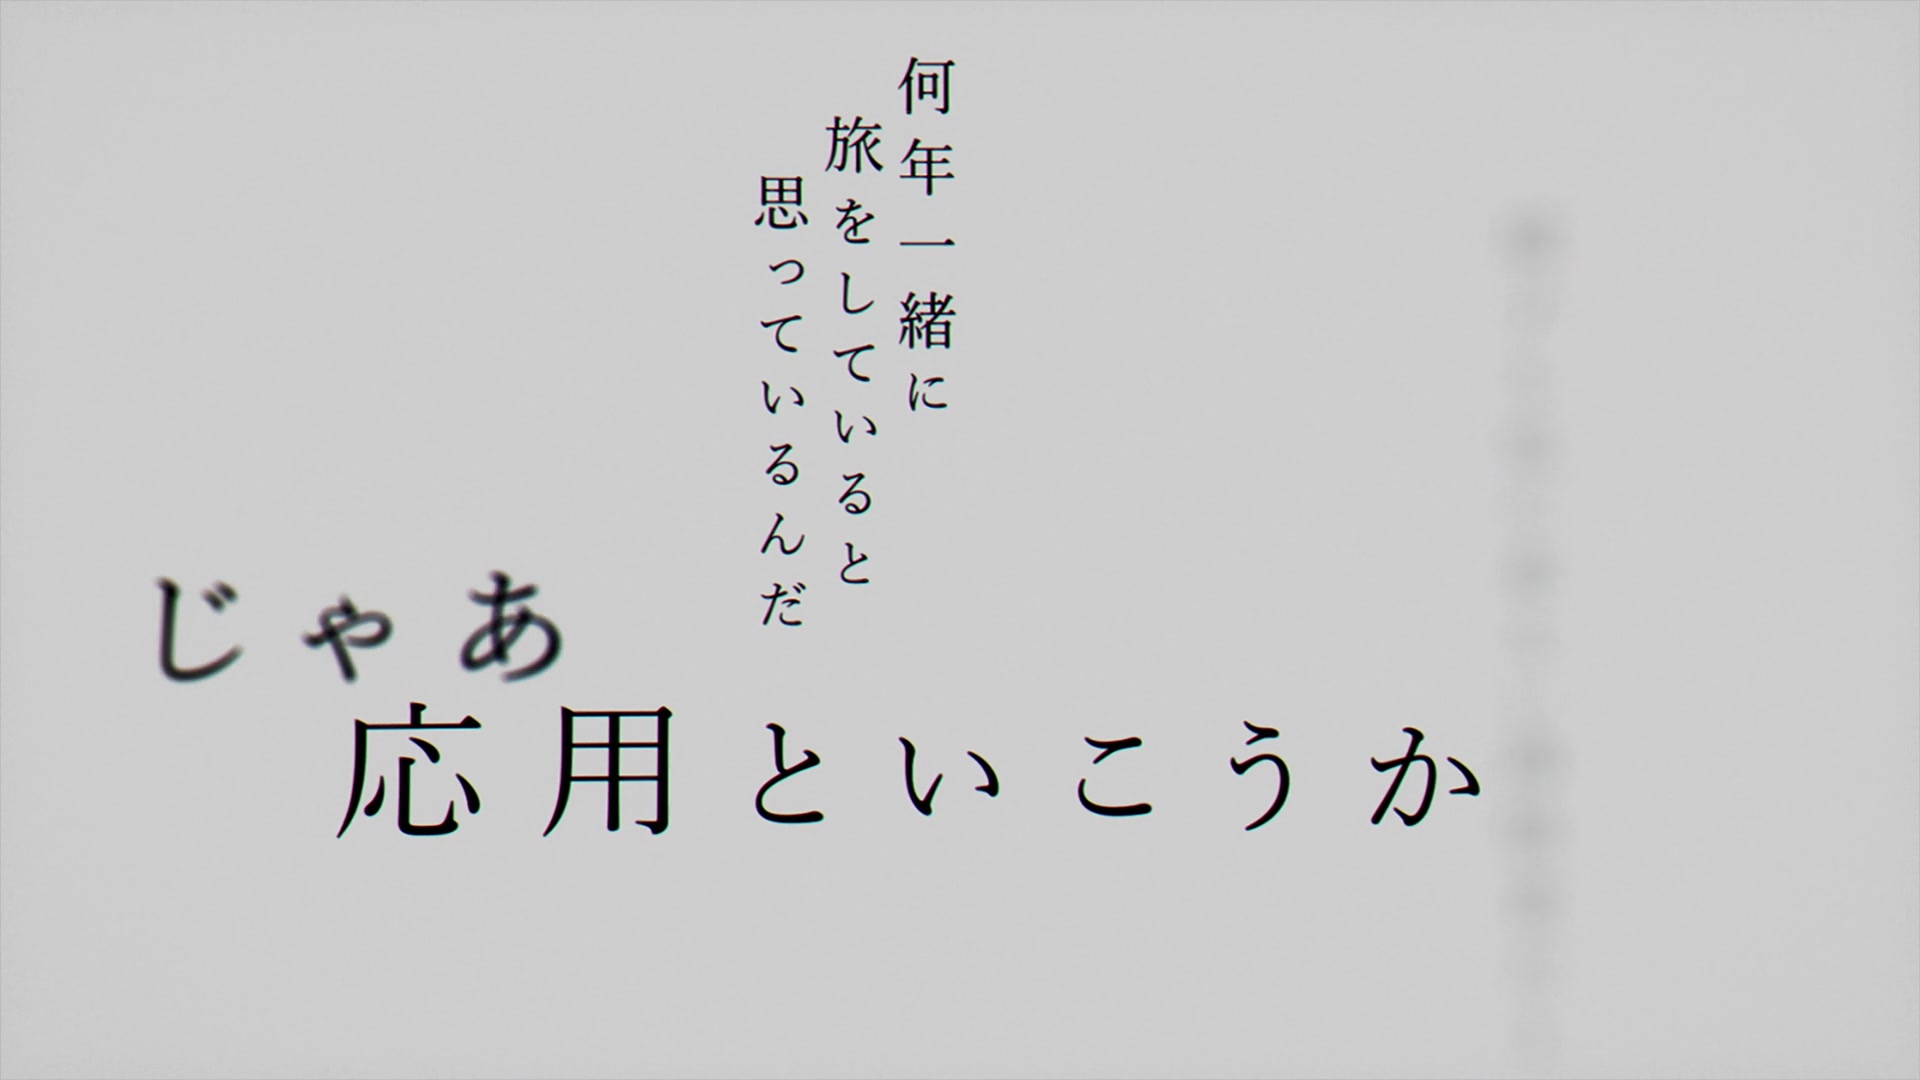 何年一緒に
旅をしていると
思っているんだ
じゃあ
応用といこうか